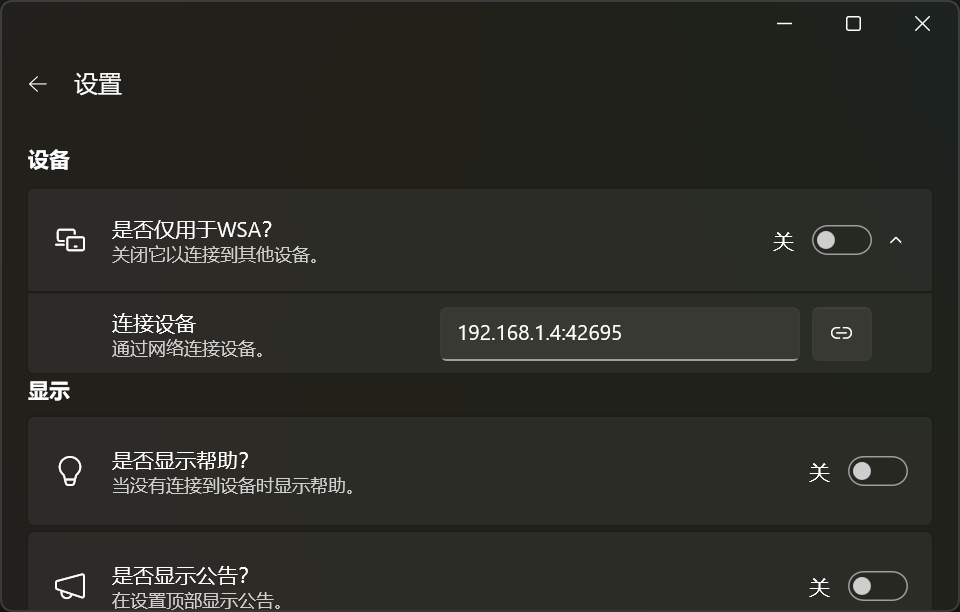 设置
设备
是否仅用于WSA?
关闭它以连接到其他设备。
关
连接设备
通过网络连接设备。
192.168.1.4:42695
显示
是否显示帮助?
当没有连接到设备时显示帮助。
关
是否显示公告?
在设置顶部显示公告。
关